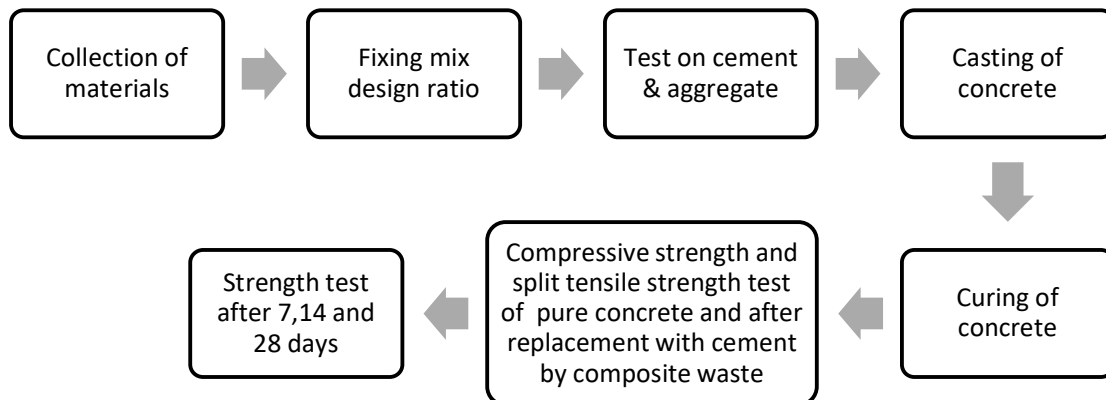 Collection of
materials
Fixing mix
design ratio
Test on cement
& aggregate
Casting of
concrete
Curing of
concrete
Compressive strength and
split tensile strength test
of pure concrete and after
replacement with cement
by composite waste
Strength test
after 7,14 and
28 days